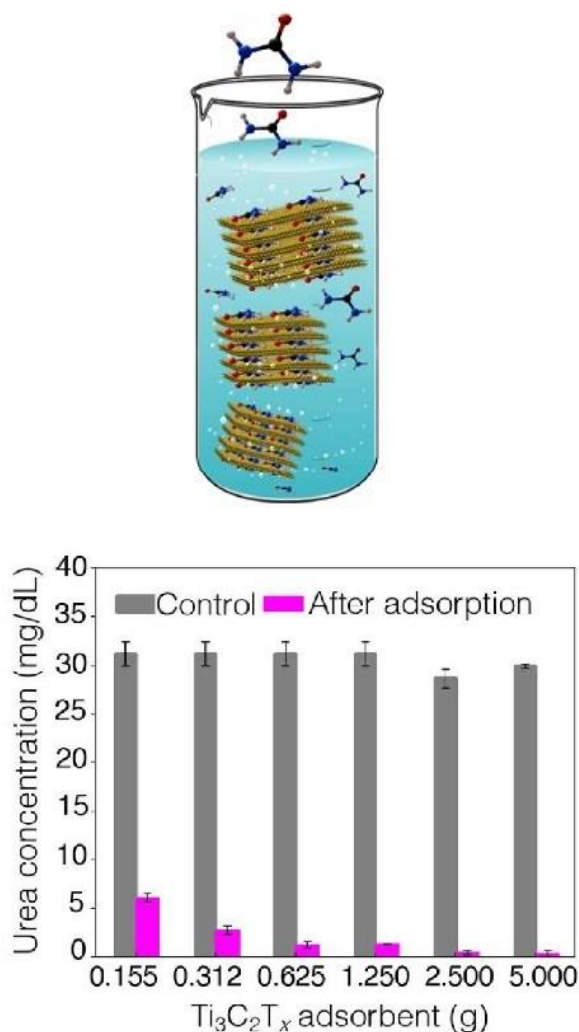 40
Control After adsorption
35
30
25
20
15
10
5
0
Urea concentration (mg/dL)
0.155 0.312 0.625 1.250 2.500 5.000
Ti₃C₂Tₓ adsorbent (g)